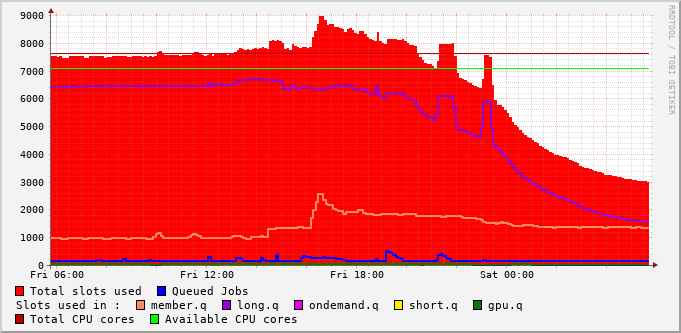 9000
8000
7000
6000
5000
4000
3000
2000
1000
0
Fri 06:00 Fri 12:00 Fri 18:00 Sat 00:00
Total slots used Queued Jobs
Slots used in : member.q long.q ondemand.q short.q gpu.q
Total CPU cores Available CPU cores
RRDTOOL / TOBI OETIKER